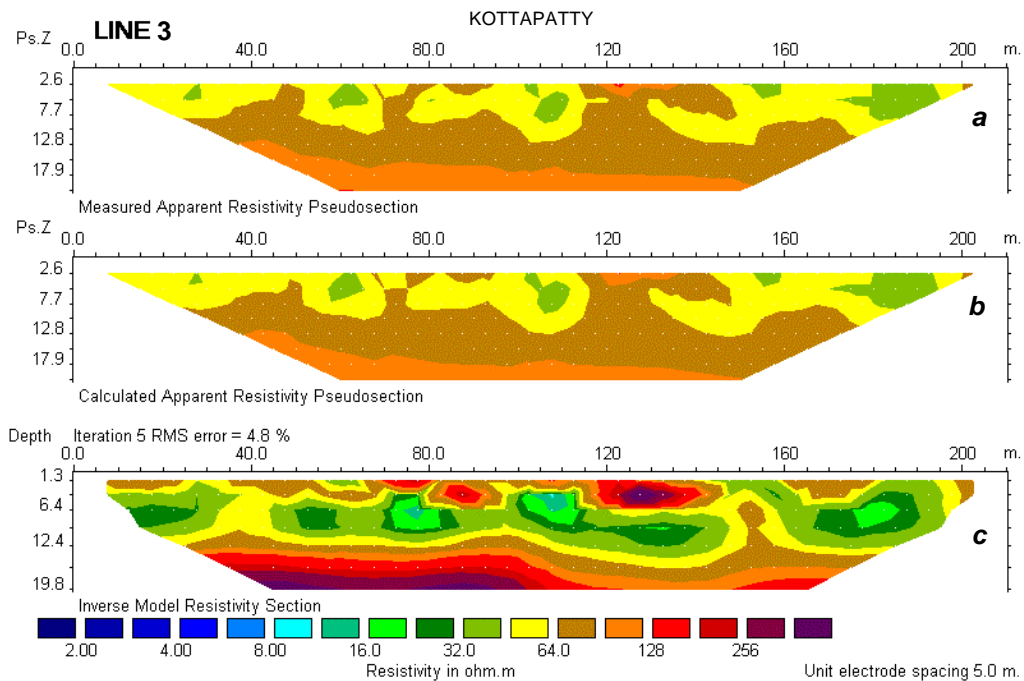 KOTTAPATTY
LINE 3
Ps.Z 0.0 40.0 80.0 120 160 200 m.
2.6
7.7
12.8
17.9
a
Measured Apparent Resistivity Pseudosection
Ps.Z 0.0 40.0 80.0 120 160 200 m.
2.6
7.7
12.8
17.9
b
Calculated Apparent Resistivity Pseudosection
Depth Iteration 5 RMS error = 4.8 %
0.0 40.0 80.0 120 160 200 m.
1.3
6.4
12.4
19.8
c
Inverse Model Resistivity Section
2.00 4.00 8.00 16.0 32.0 64.0 128 256
Resistivity in ohm.m
Unit electrode spacing 5.0 m.